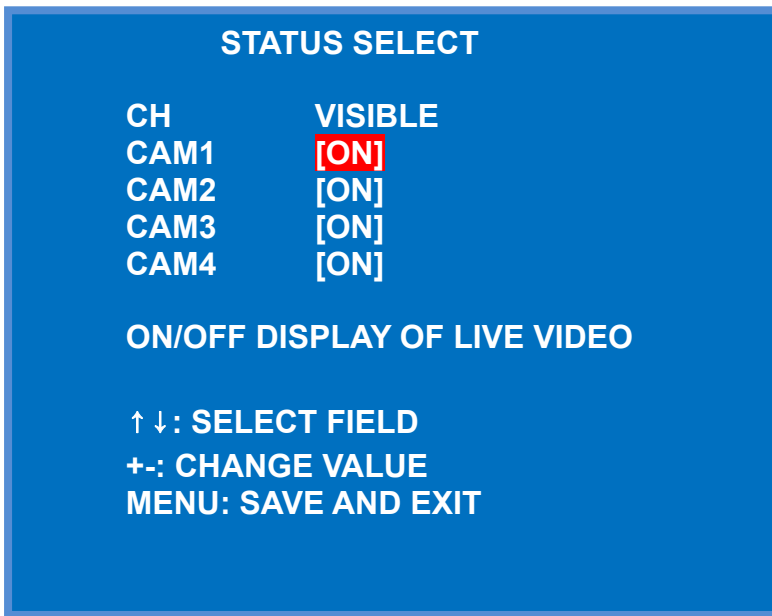 STATUS SELECT
CH VISIBLE
CAM1 [ON]
CAM2 [ON]
CAM3 [ON]
CAM4 [ON]
ON/OFF DISPLAY OF LIVE VIDEO
↑↓: SELECT FIELD
+-: CHANGE VALUE
MENU: SAVE AND EXIT